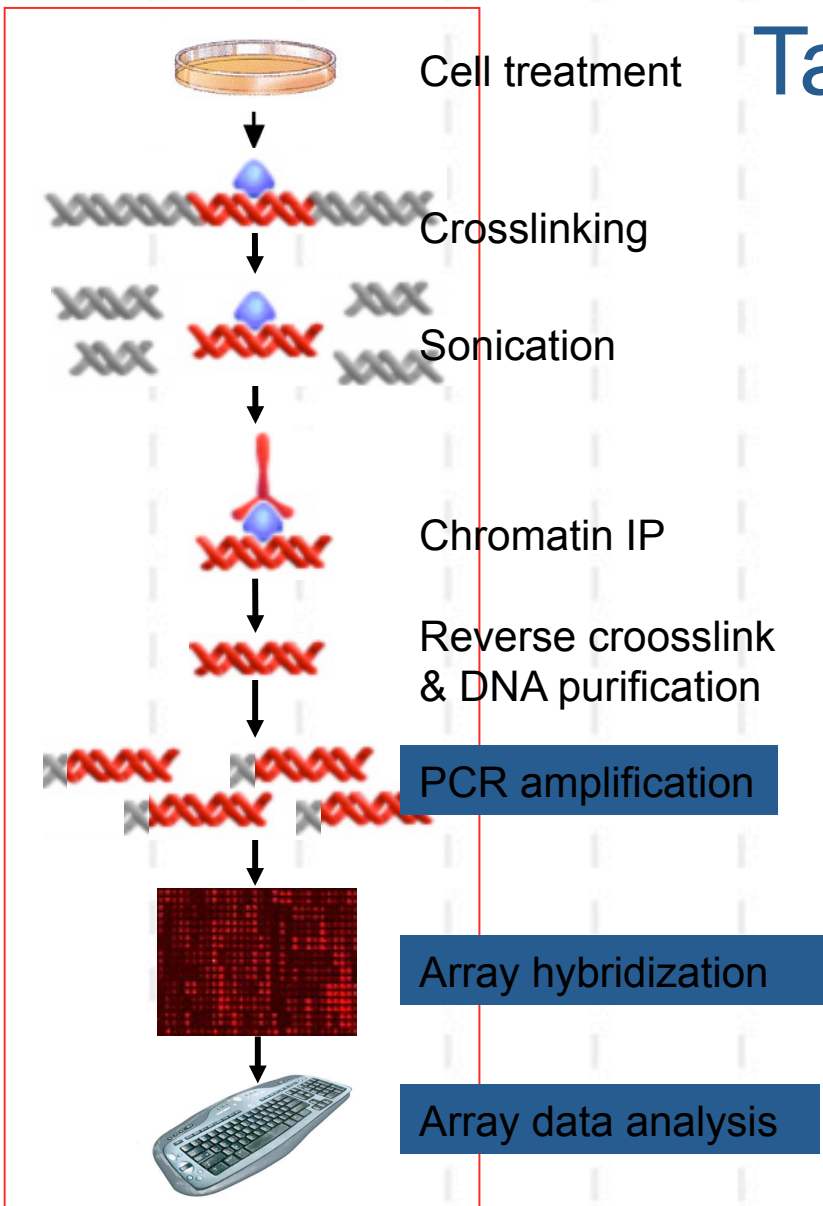 Cell treatment
Ta
Crosslinking
Sonication
Chromatin IP
Reverse croosslink
& DNA purification
PCR amplification
Array hybridization
Array data analysis